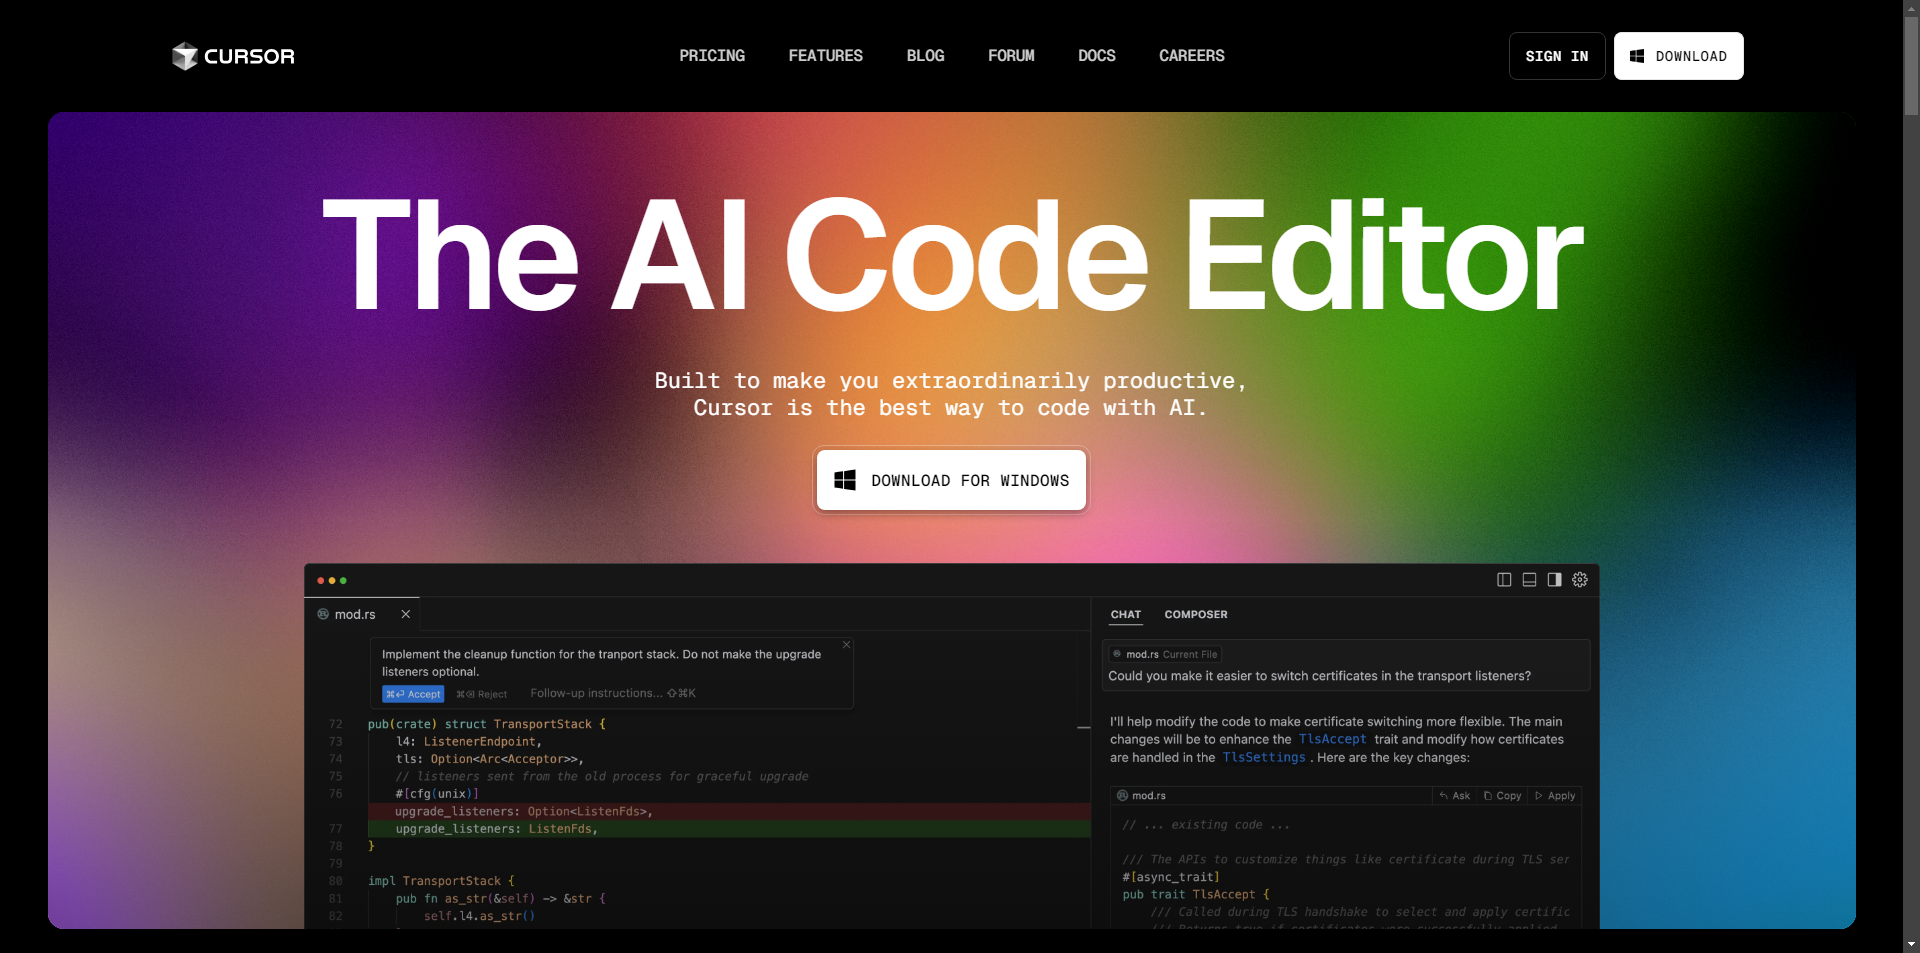 CURSOR
PRICING
FEATURES
BLOG
FORUM
DOCS
CAREERS
SIGN IN
DOWNLOAD
The AI Code Editor
Built to make you extraordinarily productive,
Cursor is the best way to code with AI.
DOWNLOAD FOR WINDOWS
mod.rs
Implement the cleanup function for the tranport stack. Do not make the upgrade
listeners optional.
⌘⏎ Accept ⌘⌫ Reject Follow-up instructions... ⇧⌘K
72 pub(crate) struct TransportStack {
73 l4: ListenerEndpoint,
74 tls: Option<Arc<Acceptor>>,
75 // listeners sent from the old process for graceful upgrade
76 #[cfg(unix)]
upgrade_listeners: Option<ListenFds>,
77 upgrade_listeners: ListenFds,
78 }
79
80 impl TransportStack {
81 pub fn as_str(&self) -> &str {
82 self.l4.as_str()
CHAT COMPOSER
mod.rs Current File
Could you make it easier to switch certificates in the transport listeners?
I'll help modify the code to make certificate switching more flexible. The main
changes will be to enhance the TlsAccept trait and modify how certificates
are handled in the TlsSettings . Here are the key changes:
mod.rs Ask Copy Apply
// ... existing code ...
/// The APIs to customize things like certificate during TLS ser
#[async_trait]
pub trait TlsAccept {
/// Called during TLS handshake to select and apply certific
/// Returns true if certificates were successfully applied